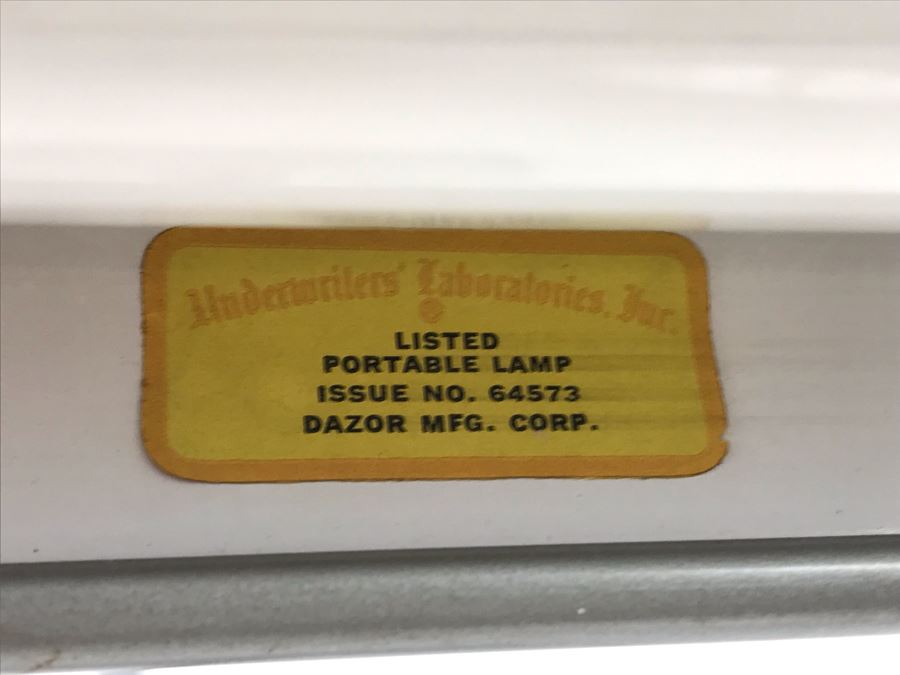 Underwriters' Laboratories, Inc.
LISTED
PORTABLE LAMP
ISSUE NO. 64573
DAZOR MFG. CORP.